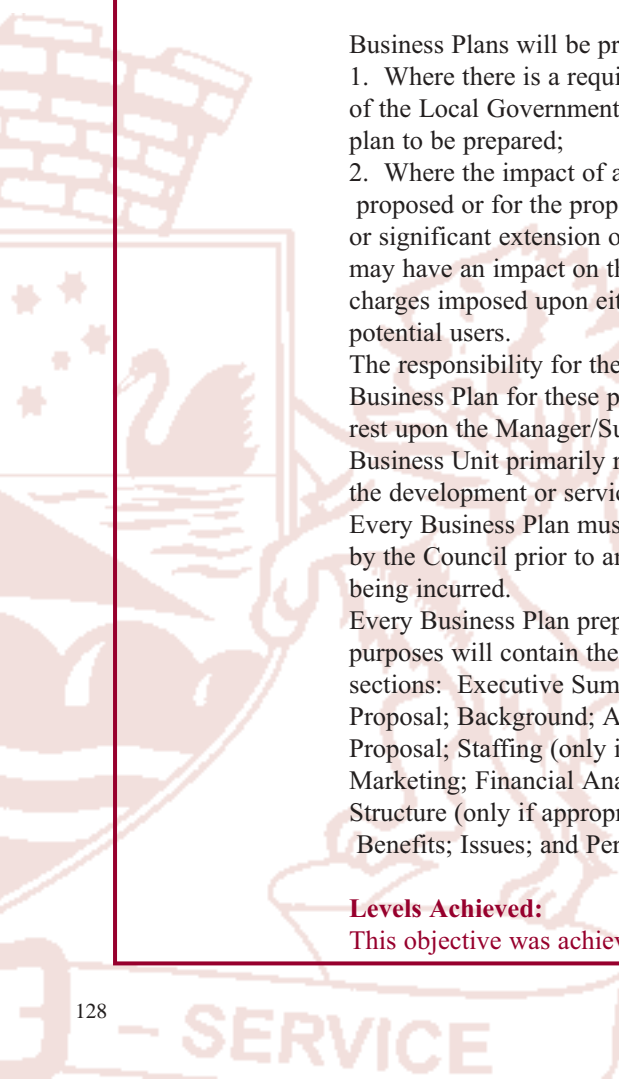 Business Plans will be pr
1. Where there is a requi
of the Local Government
plan to be prepared;
2. Where the impact of a
proposed or for the prop
or significant extension o
may have an impact on th
charges imposed upon eit
potential users.
The responsibility for the
Business Plan for these p
rest upon the Manager/Su
Business Unit primarily r
the development or servic
Every Business Plan mus
by the Council prior to an
being incurred.
Every Business Plan prep
purposes will contain the
sections: Executive Sum
Proposal; Background; A
Proposal; Staffing (only i
Marketing; Financial Ana
Structure (only if appropr
Benefits; Issues; and Per
Levels Achieved:
This objective was achiev
128
- SERVICE